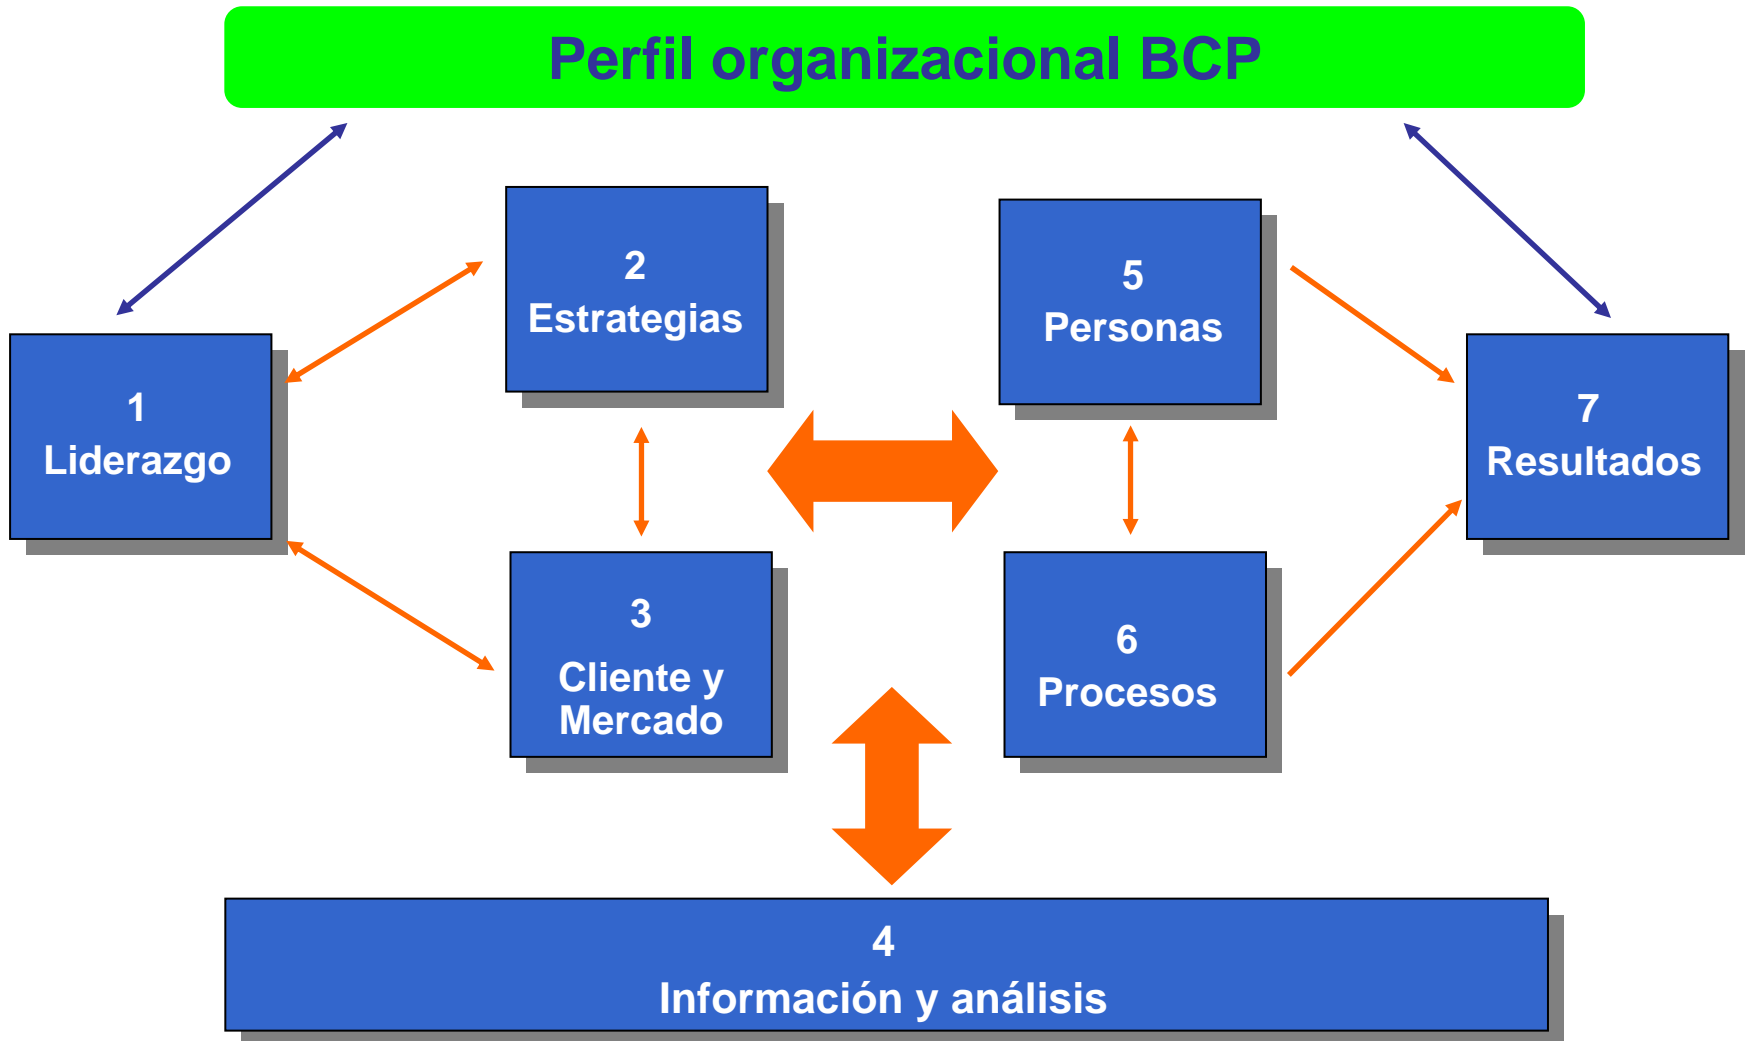 Perfil organizacional BCP
1
Liderazgo
2
Estrategias
3
Cliente y
Mercado
5
Personas
6
Procesos
7
Resultados
4
Información y análisis